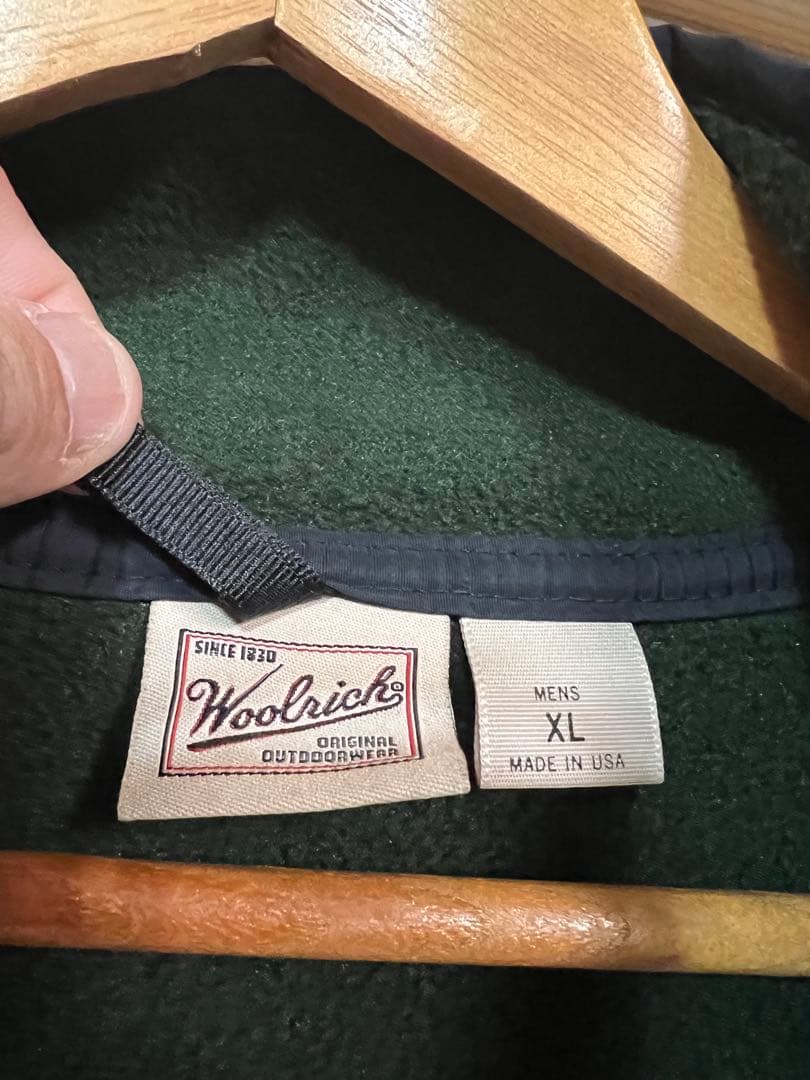 SINCE 1830
Woolrich®
ORIGINAL
OUTDOORWEAR
MENS
XL
MADE IN USA